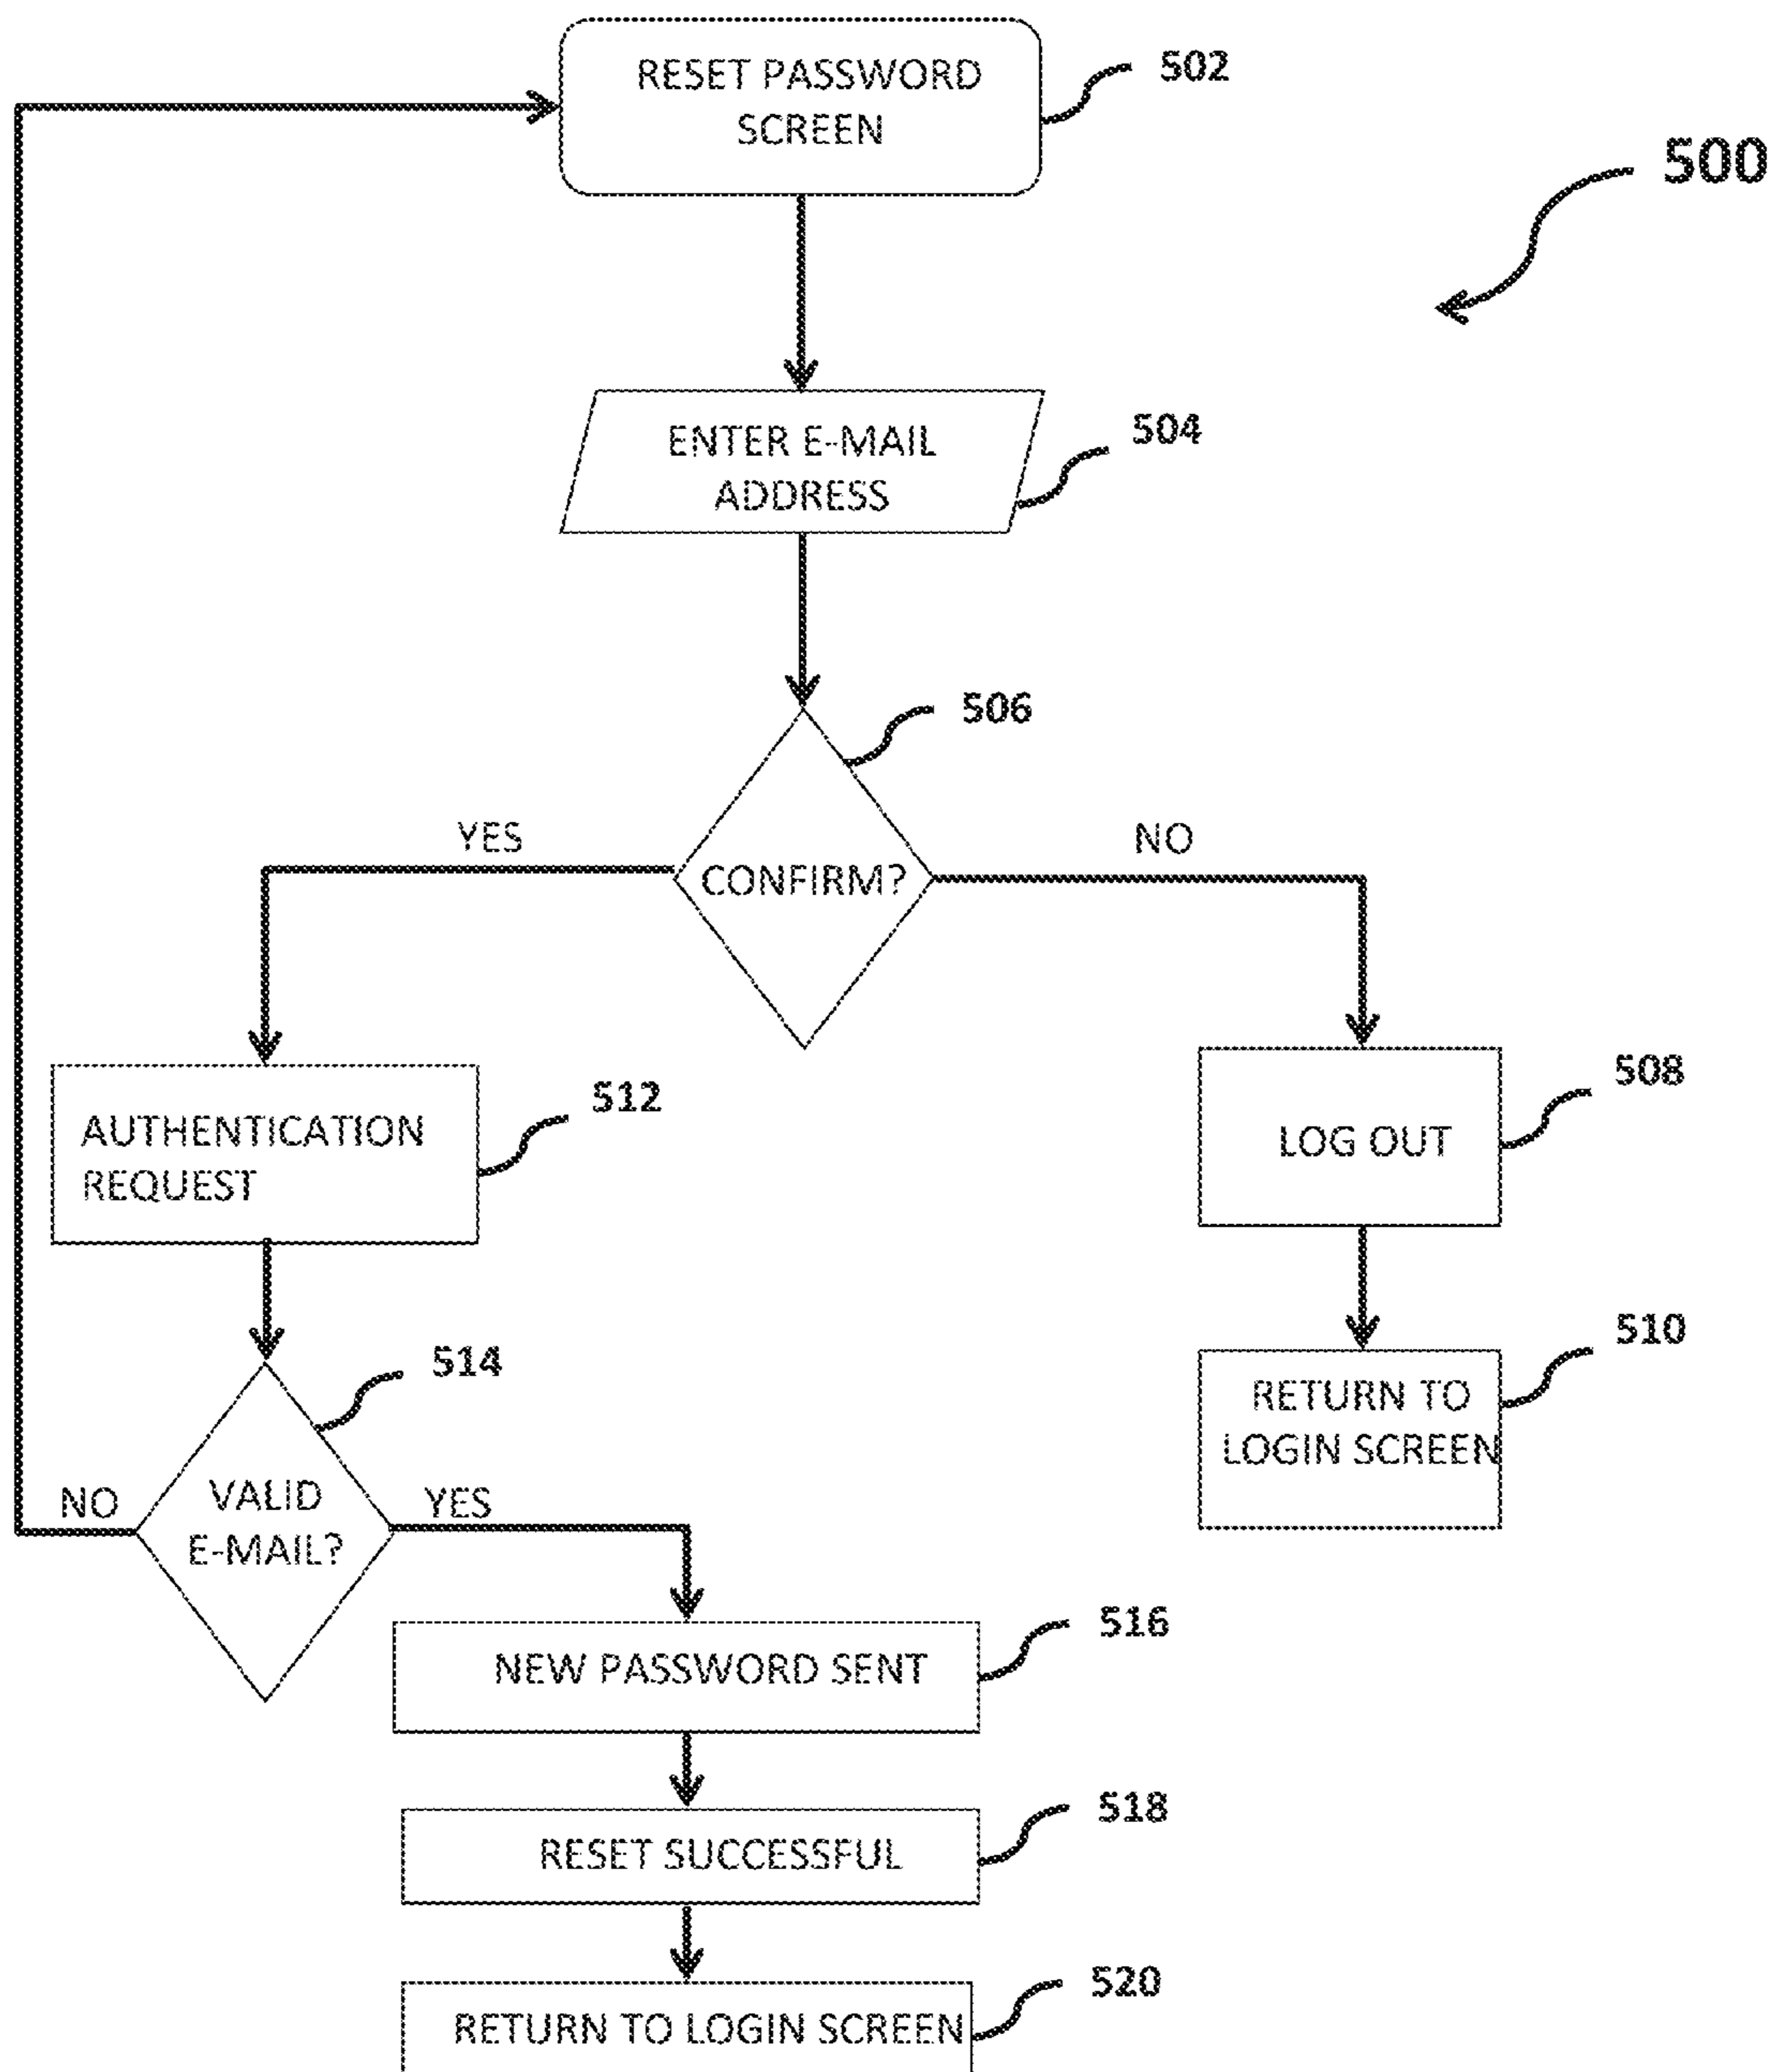 RESET PASSWORD
SCREEN
502
500
ENTER E-MAIL
ADDRESS
504
506
YES
NO
CONFIRM?
512
508
AUTHENTICATION
REQUEST
LOG OUT
514
510
RETURN TO
LOGIN SCREEN
NO
VALID
E-MAIL?
YES
516
NEW PASSWORD SENT
518
RESET SUCCESSFUL
520
RETURN TO LOGIN SCREEN